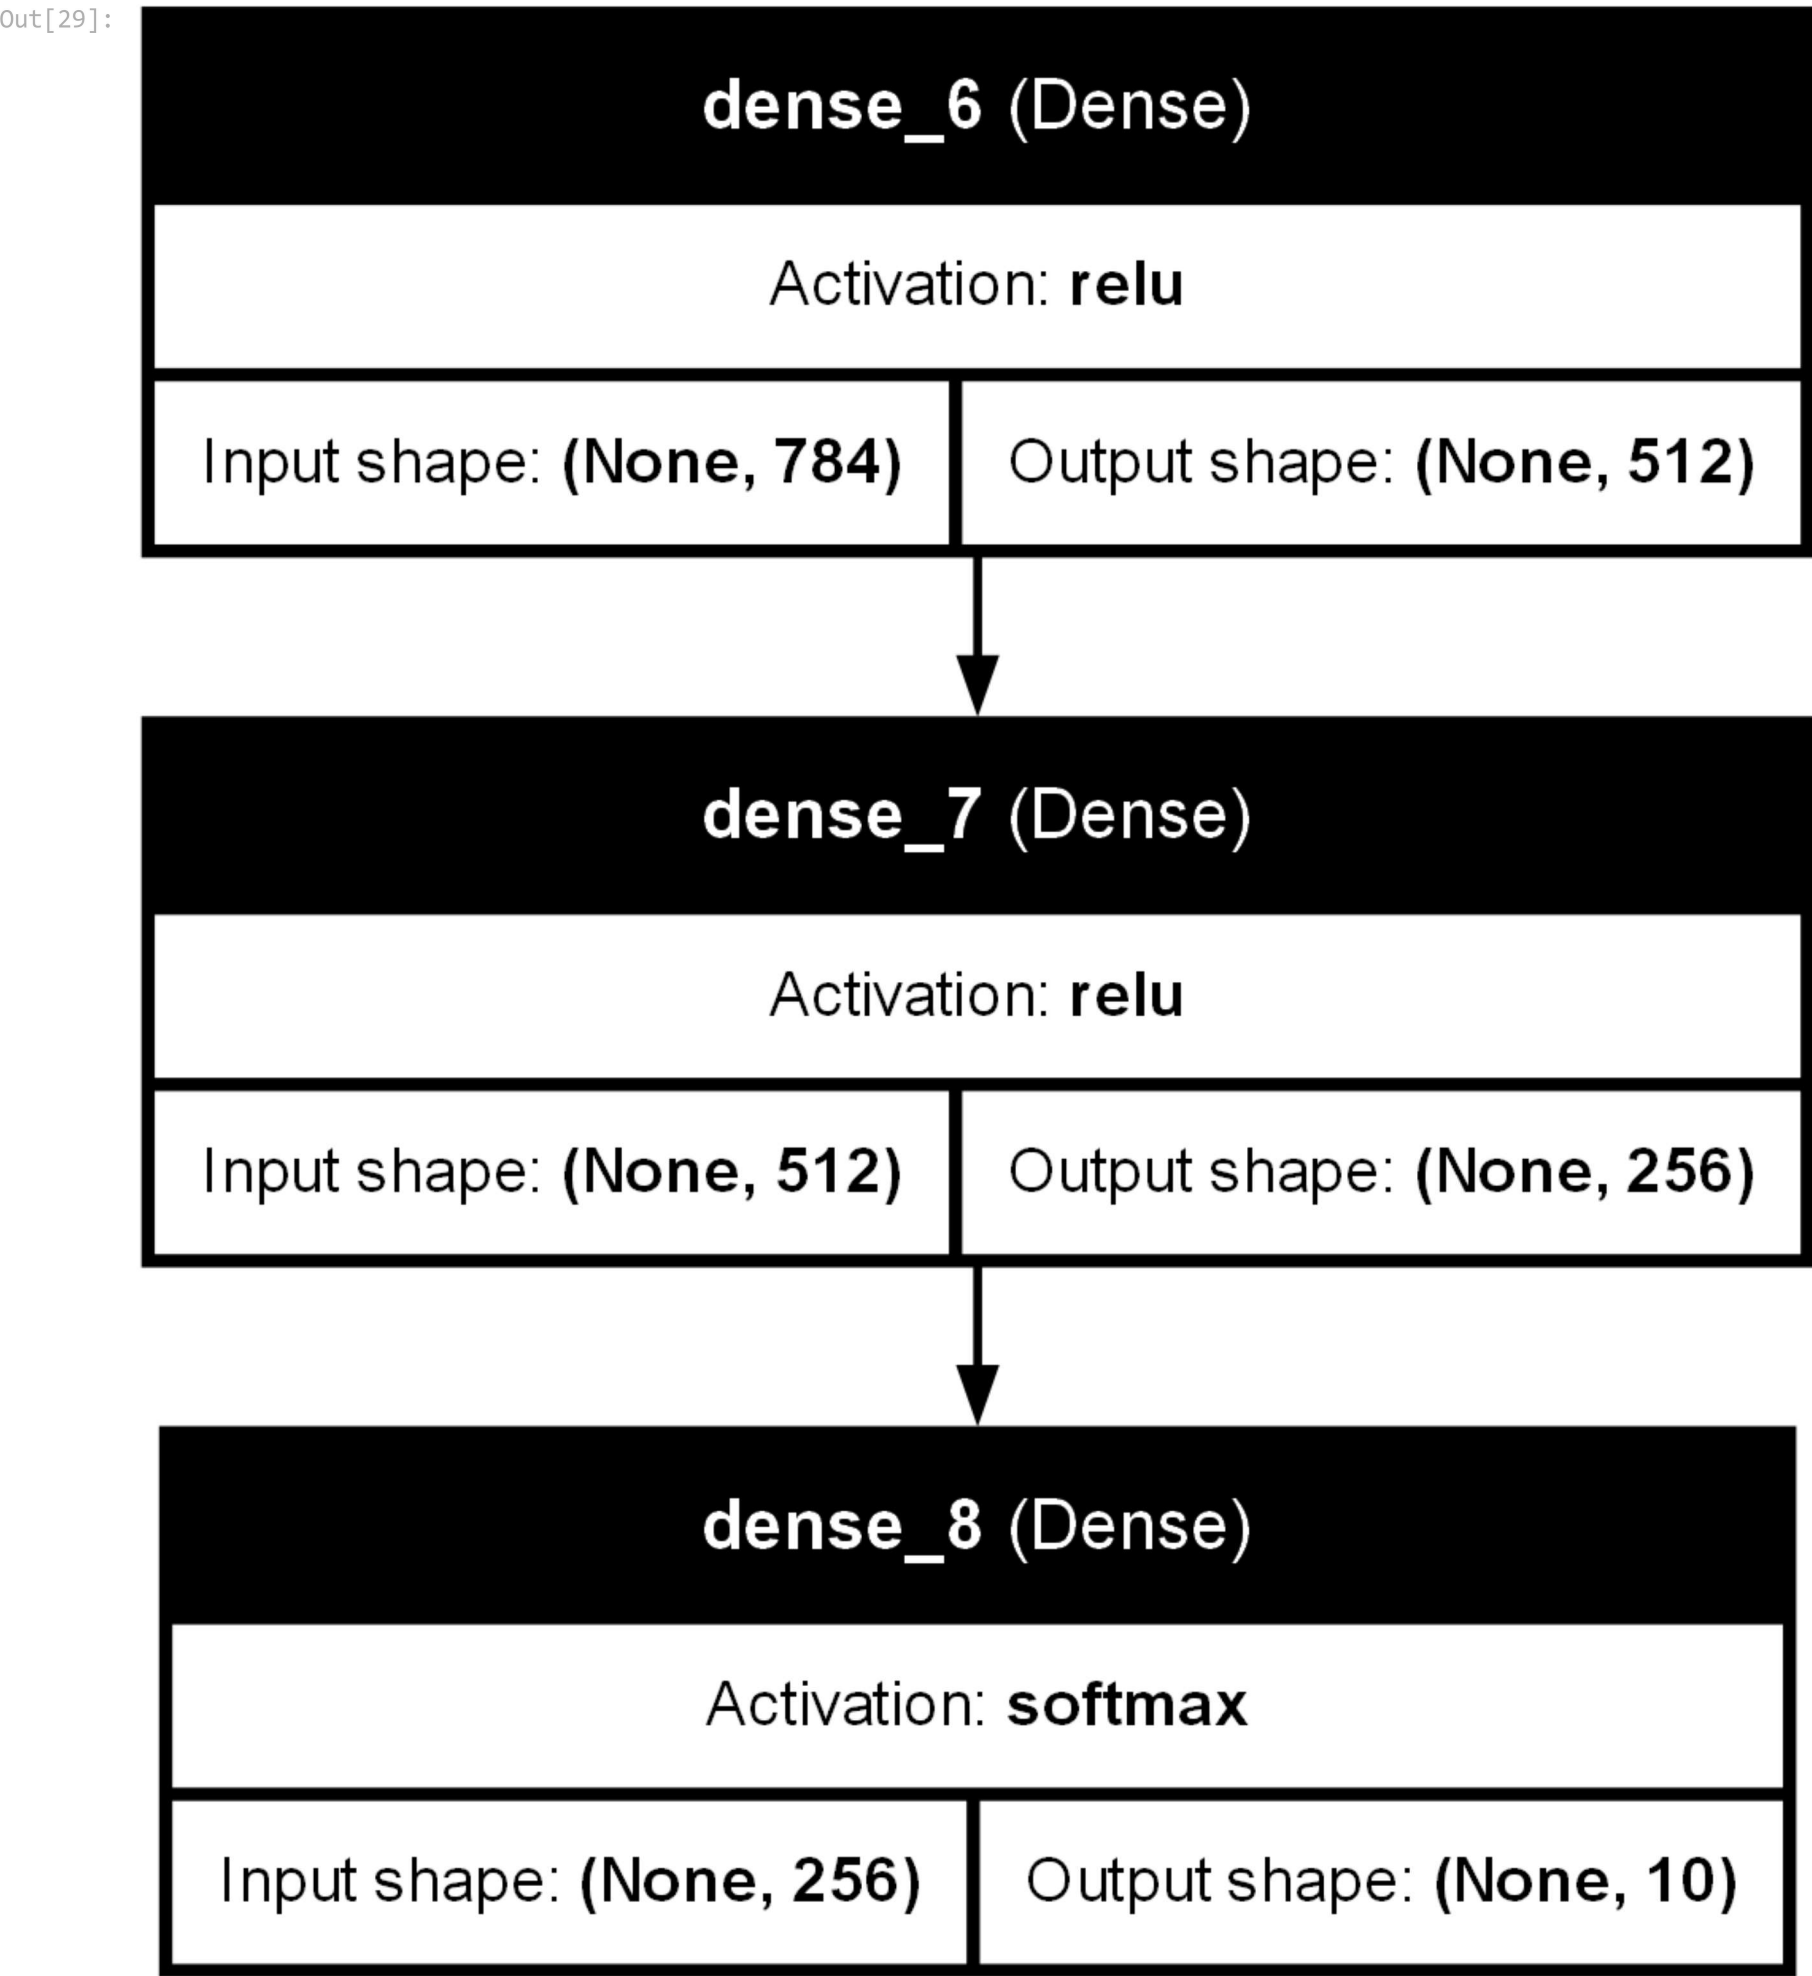 Out[29]:
dense_6 (Dense)
Activation: relu
Input shape: (None, 784) Output shape: (None, 512)
dense_7 (Dense)
Activation: relu
Input shape: (None, 512) Output shape: (None, 256)
dense_8 (Dense)
Activation: softmax
Input shape: (None, 256) Output shape: (None, 10)